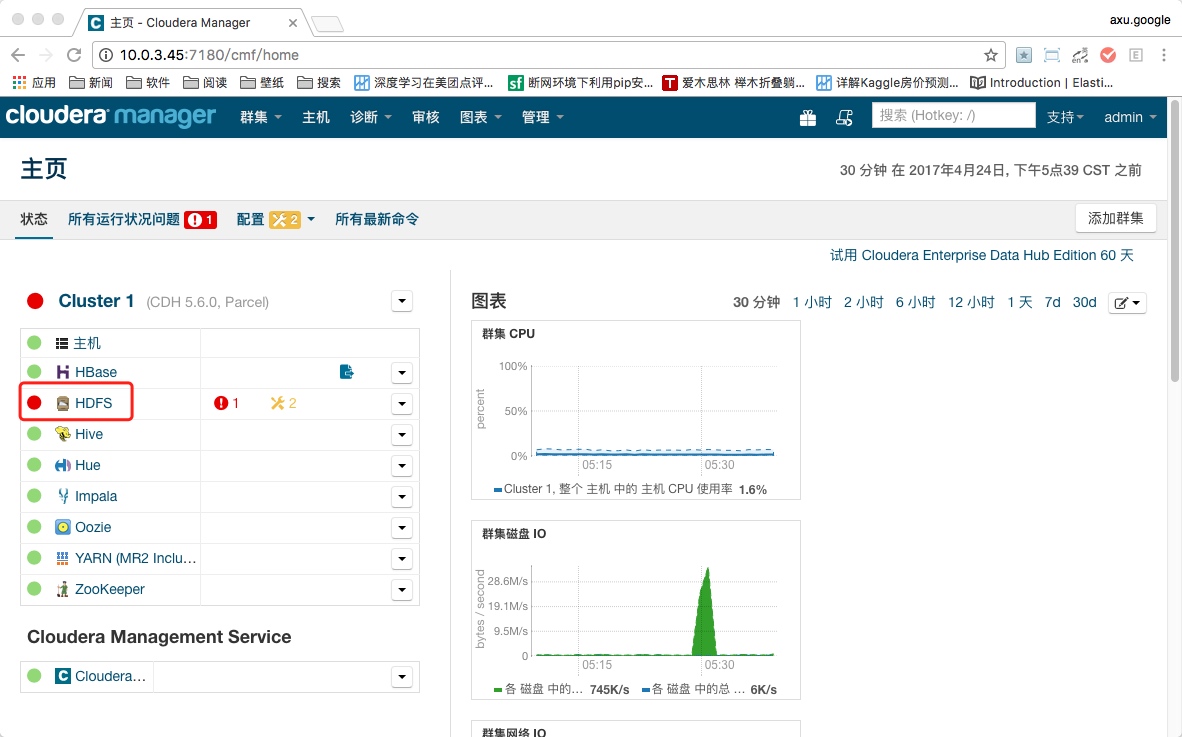 主页 - Cloudera Manager
axu.google
10.0.3.45:7180/cmf/home
应用 新闻 软件 阅读 壁纸 搜索 深度学习在美团点评… 断网环境下利用pip安… 爱木思林 榉木折叠躺… 详解Kaggle房价预测… Introduction | Elasti…
cloudera manager 群集 主机 诊断 审核 图表 管理 搜索 (Hotkey: /) 支持 admin
主页
30 分钟 在 2017年4月24日, 下午5点39 CST 之前
状态 所有运行状况问题 1 配置 2 所有最新命令 添加群集
试用 Cloudera Enterprise Data Hub Edition 60 天
Cluster 1 (CDH 5.6.0, Parcel)
主机
HBase
HDFS 1 2
Hive
Hue
Impala
Oozie
YARN (MR2 Inclu…
ZooKeeper
Cloudera Management Service
Cloudera…
图表 30 分钟 1 小时 2 小时 6 小时 12 小时 1 天 7d 30d
群集 CPU
percent
100%
50%
0%
05:15 05:30
Cluster 1, 整个 主机 中的 主机 CPU 使用率 1.6%
群集磁盘 IO
bytes / second
28.6M/s
19.1M/s
9.5M/s
0
05:15 05:30
各 磁盘 中的… 745K/s 各 磁盘 中的总 … 6K/s
群集网络 IO